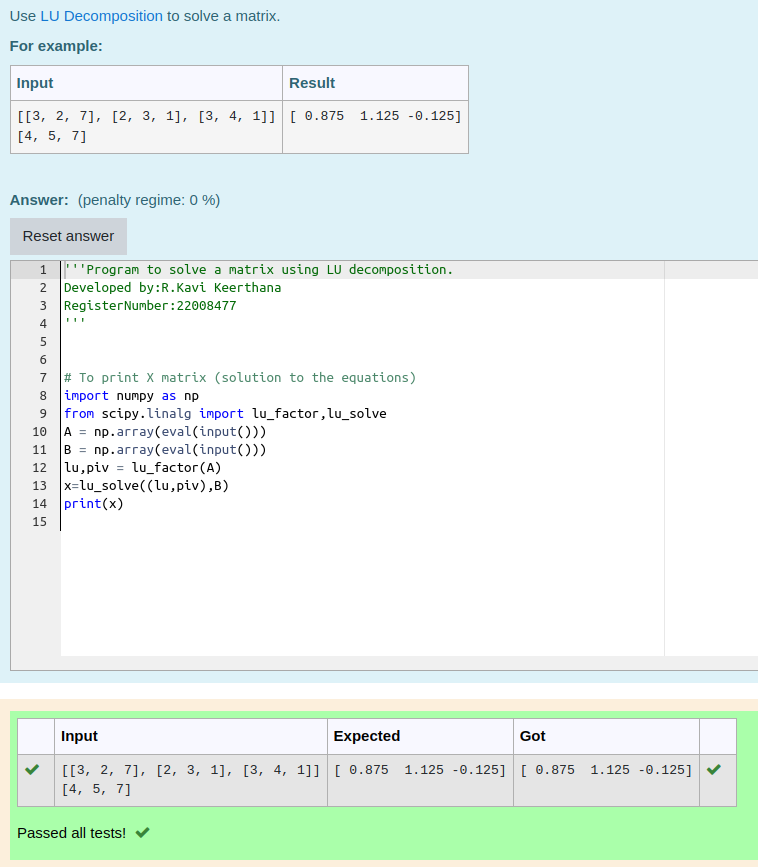 Use LU Decomposition to solve a matrix.
For example:
Input Result
[[3, 2, 7], [2, 3, 1], [3, 4, 1]] [ 0.875  1.125 -0.125]
[4, 5, 7]
Answer: (penalty regime: 0 %)
Reset answer
1 '''Program to solve a matrix using LU decomposition.
2 Developed by:R.Kavi Keerthana
3 RegisterNumber:22008477
4 '''
5
6
7 # To print X matrix (solution to the equations)
8 import numpy as np
9 from scipy.linalg import lu_factor,lu_solve
10 A = np.array(eval(input()))
11 B = np.array(eval(input()))
12 lu,piv = lu_factor(A)
13 x=lu_solve((lu,piv),B)
14 print(x)
15
Input Expected Got
[[3, 2, 7], [2, 3, 1], [3, 4, 1]] [ 0.875  1.125 -0.125] [ 0.875  1.125 -0.125]
[4, 5, 7]
Passed all tests!